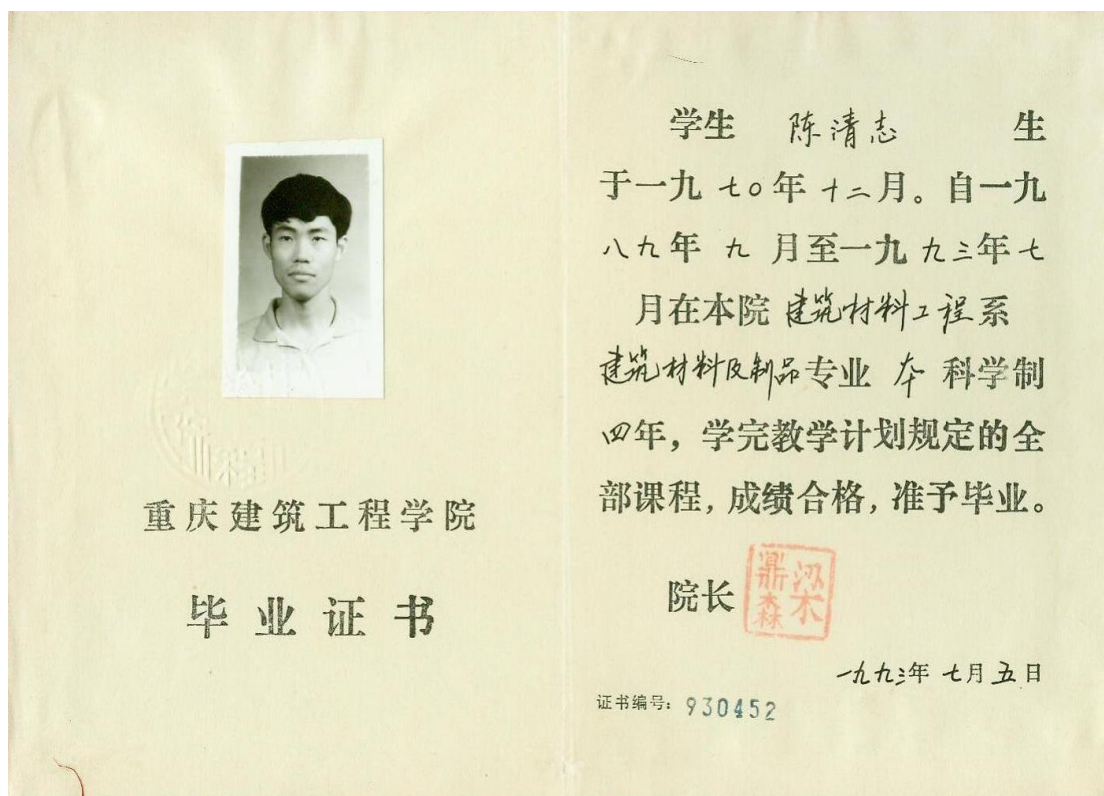 重庆建筑工程学院
毕业证书
学生 陈清志 生
于一九七〇年十二月。自一九
八九年九月至一九九三年七
月在本院建筑材料工程系
建筑材料及制品专业本科学制
四年，学完教学计划规定的全
部课程，成绩合格，准予毕业。
院长 梁鼎森
一九九三年七月五日
证书编号：930452